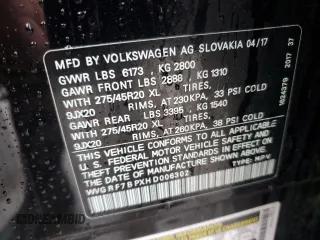 MFD BY VOLKSWAGEN AG SLOVAKIA 04/17
GVWR LBS 6173 , KG 2800
GAWR FRONT LBS 2888 , KG 1310
WITH 275/45R20 XL TIRES,
9JX20 RIMS, AT 230KPA, 33 PSI COLD
GAWR REAR LBS 3395, KG 1540
WITH 275/45R20 XL TIRES,
9JX20 RIMS, AT 260KPA, 38 PSI COLD
THIS VEHICLE CONFORMS TO ALL APPLICABLE
U.S. FEDERAL MOTOR VEHICLE SAFETY AND
THEFT PREVENTION STANDARDS IN EFFECT
ON THE DATE OF MANUFACTURE SHOWN ABOVE.
TYPE: MPV
2017 37